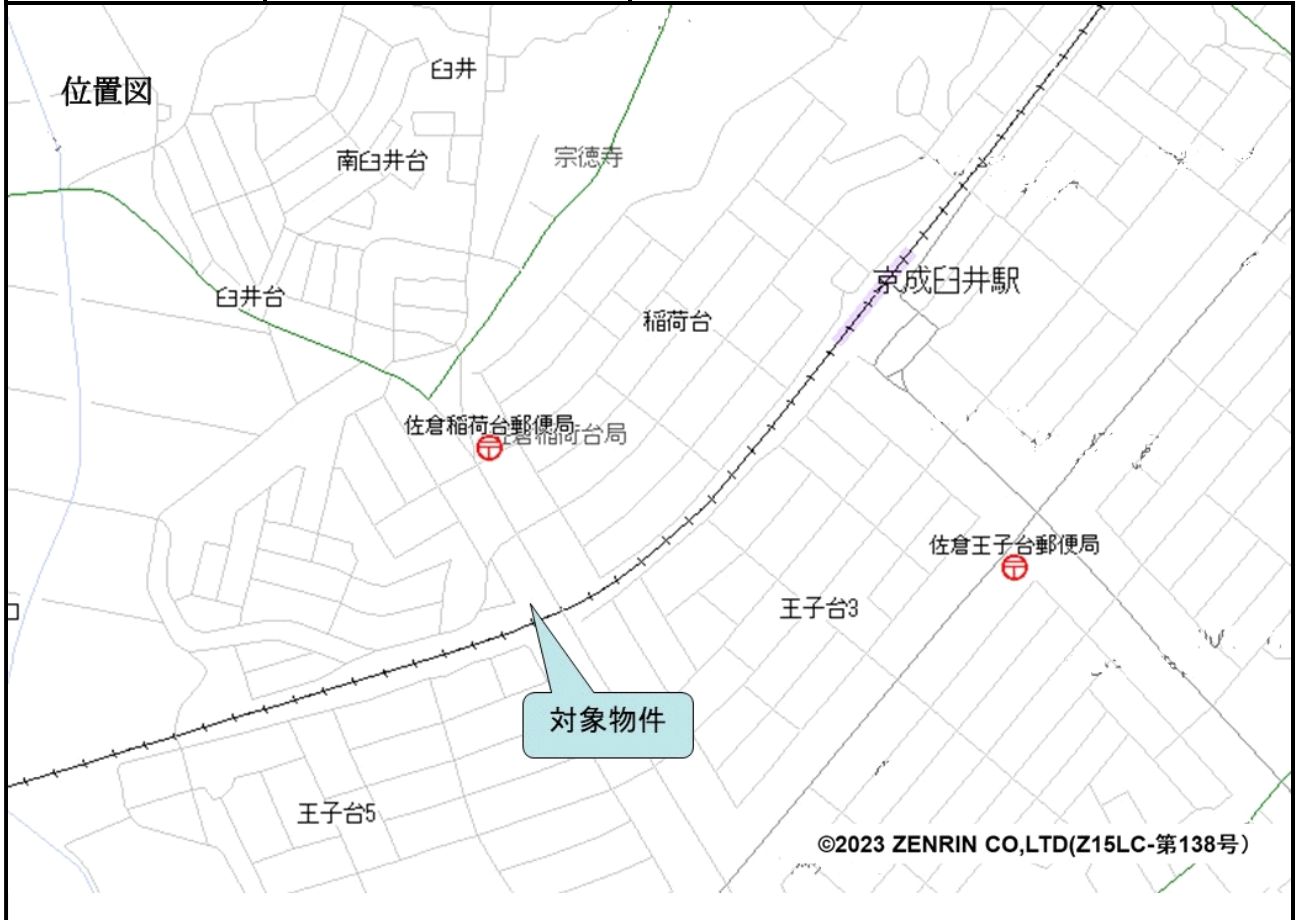 位置図
臼井
南臼井台
宗徳寺
京成臼井駅
臼井台
稲荷台
佐倉稲荷台郵便局
佐倉稲荷台局
佐倉王子台郵便局
王子台3
対象物件
王子台5
©2023 ZENRIN CO,LTD(Z15LC-第138号）